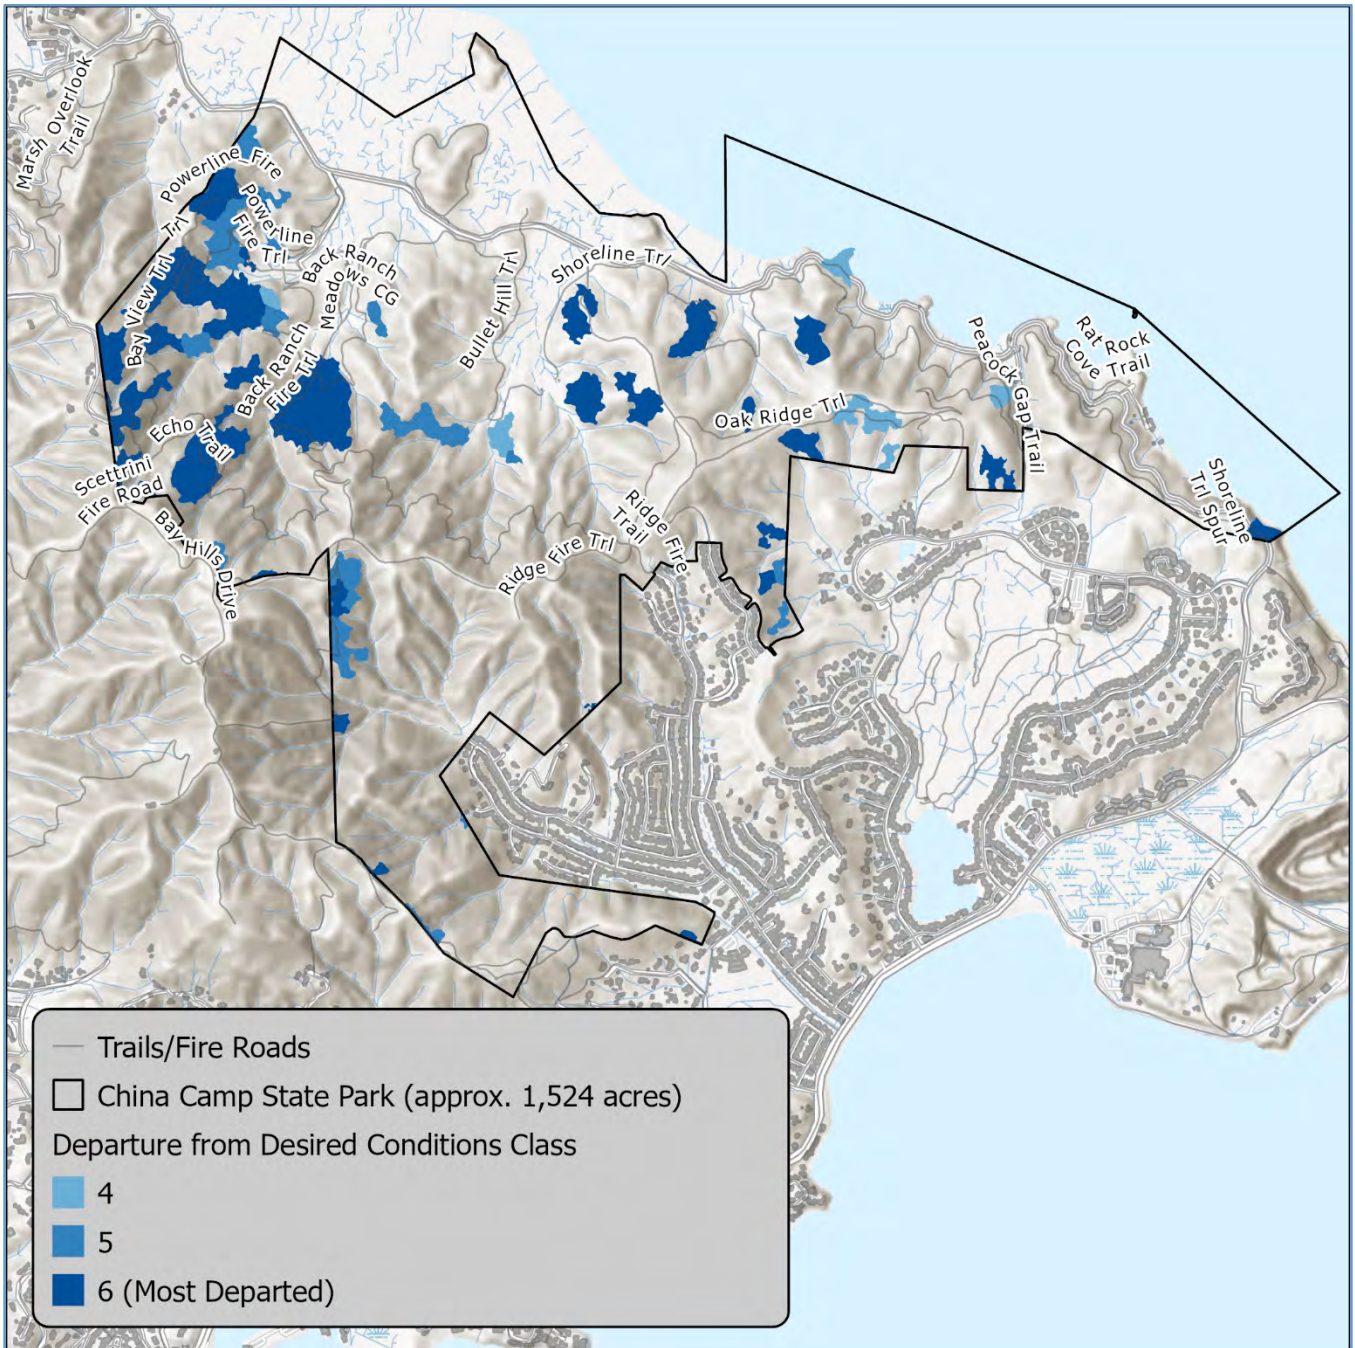 Marsh Overlook
Trail
Powerline_Fire
Trl
Powerline
Fire Trl
Bay View Trl
Back Ranch
Meadows CG
Shoreline Trl
Bullet Hill Trl
Peacock Gap Trail
Rat Rock
Cove Trail
Back Ranch
Fire Trl
Echo Trail
Oak Ridge Trl
Scettrini
Fire Road
Shoreline
Trl Spur
Bay Hills Drive
Ridge Fire Trl
Ridge Fire
Trail
Trails/Fire Roads
China Camp State Park (approx. 1,524 acres)
Departure from Desired Conditions Class
4
5
6 (Most Departed)